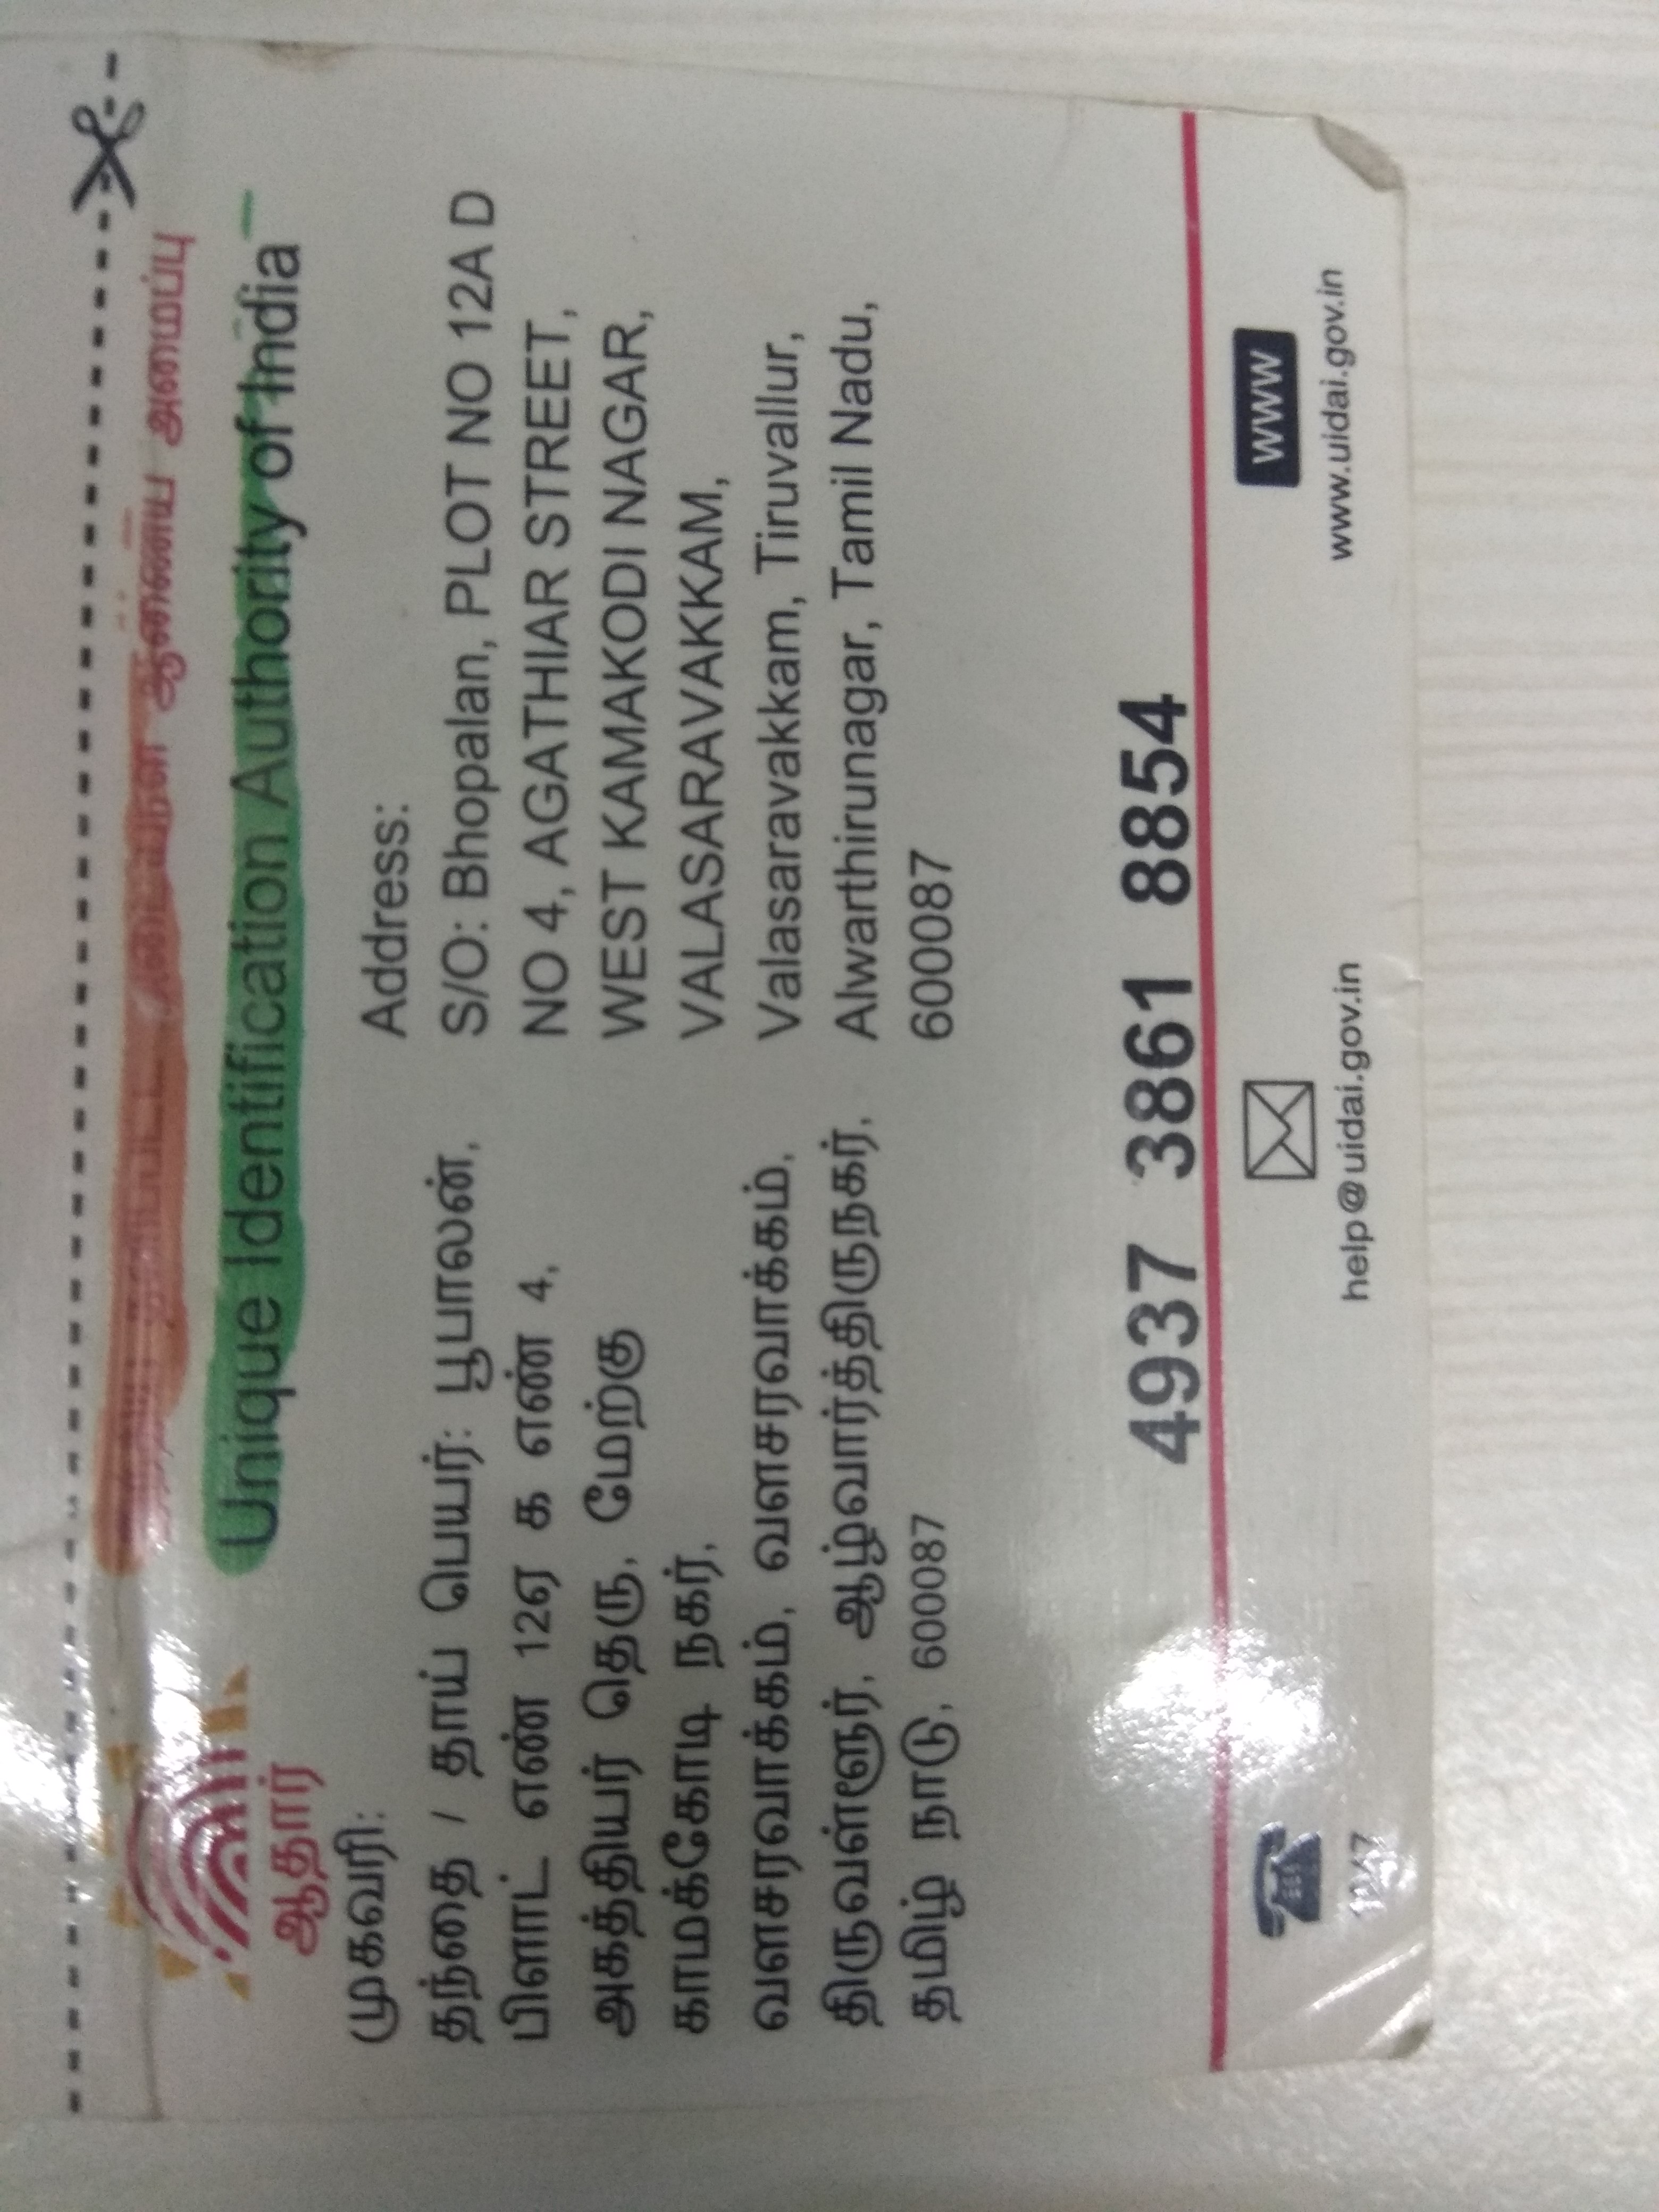 ஆணைய அமைப்பு
Unique Identification Authority of India
ஆதார்
முகவரி:
தந்தை / தாய் பெயர்: பூபாலன்,
பிளாட் எண் 12ஏ க எண் 4,
அகத்தியர் தெரு, மேற்கு
காமக்கோடி நகர்,
வளசரவாக்கம், வளசரவாக்கம்,
திருவள்ளூர், ஆழ்வார்த்திருநகர்,
தமிழ் நாடு, 600087
Address:
S/O: Bhopalan, PLOT NO 12A D
NO 4, AGATHIAR STREET,
WEST KAMAKODI NAGAR,
VALASARAVAKKAM,
Valasaravakkam, Tiruvallur,
Alwarthirunagar, Tamil Nadu,
600087
4937 3861 8854
1947
help@uidai.gov.in
www
www.uidai.gov.in